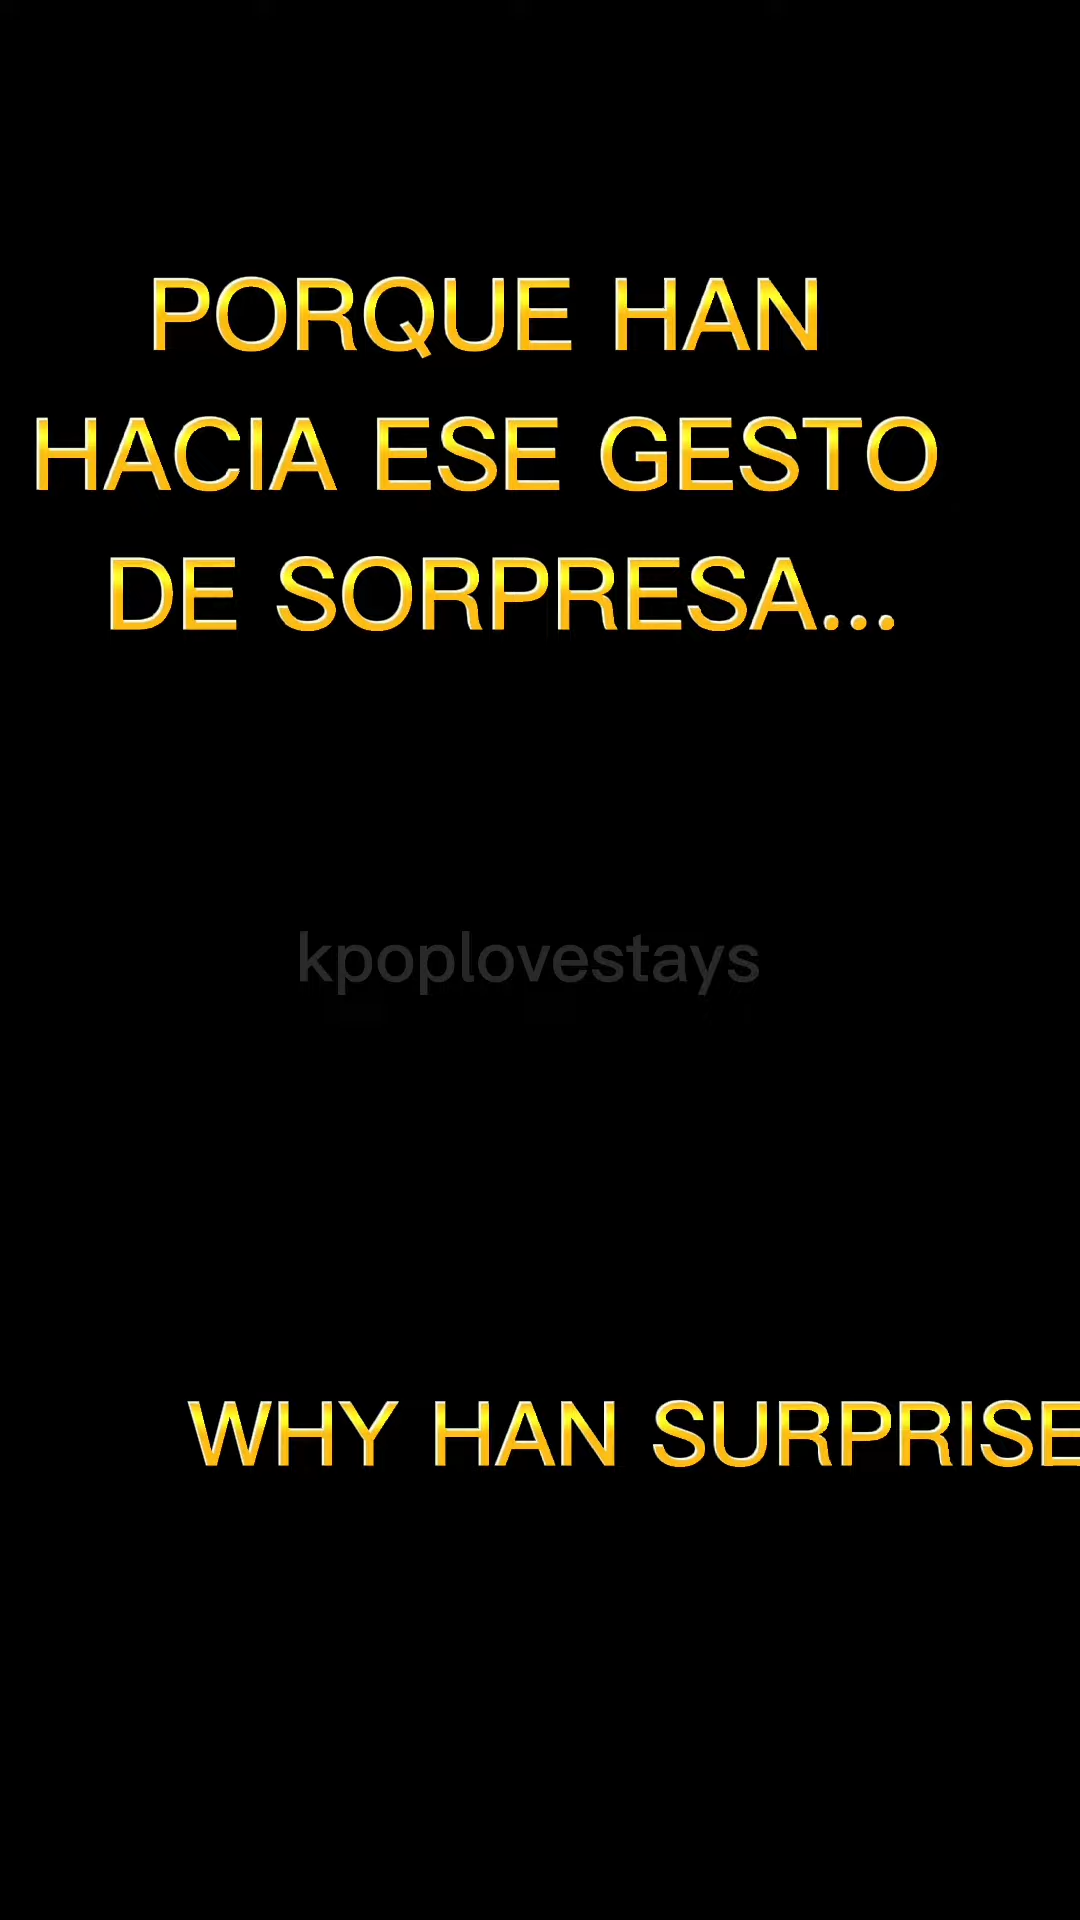 PORQUE HAN
HACIA ESE GESTO
DE SORPRESA...
kpoplovestays
WHY HAN SURPRISE